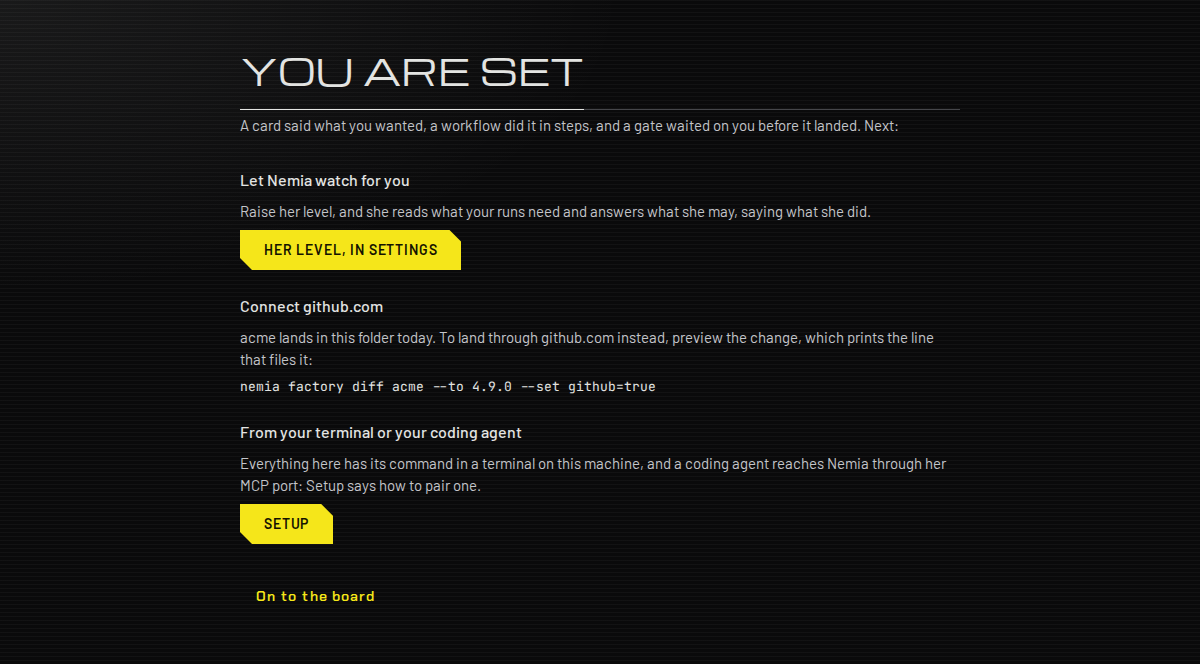 YOU ARE SET
A card said what you wanted, a workflow did it in steps, and a gate waited on you before it landed. Next:
Let Nemia watch for you
Raise her level, and she reads what your runs need and answers what she may, saying what she did.
HER LEVEL, IN SETTINGS
Connect github.com
acme lands in this folder today. To land through github.com instead, preview the change, which prints the line
that files it:
nemia factory diff acme --to 4.9.0 --set github=true
From your terminal or your coding agent
Everything here has its command in a terminal on this machine, and a coding agent reaches Nemia through her
MCP port: Setup says how to pair one.
SETUP
On to the board